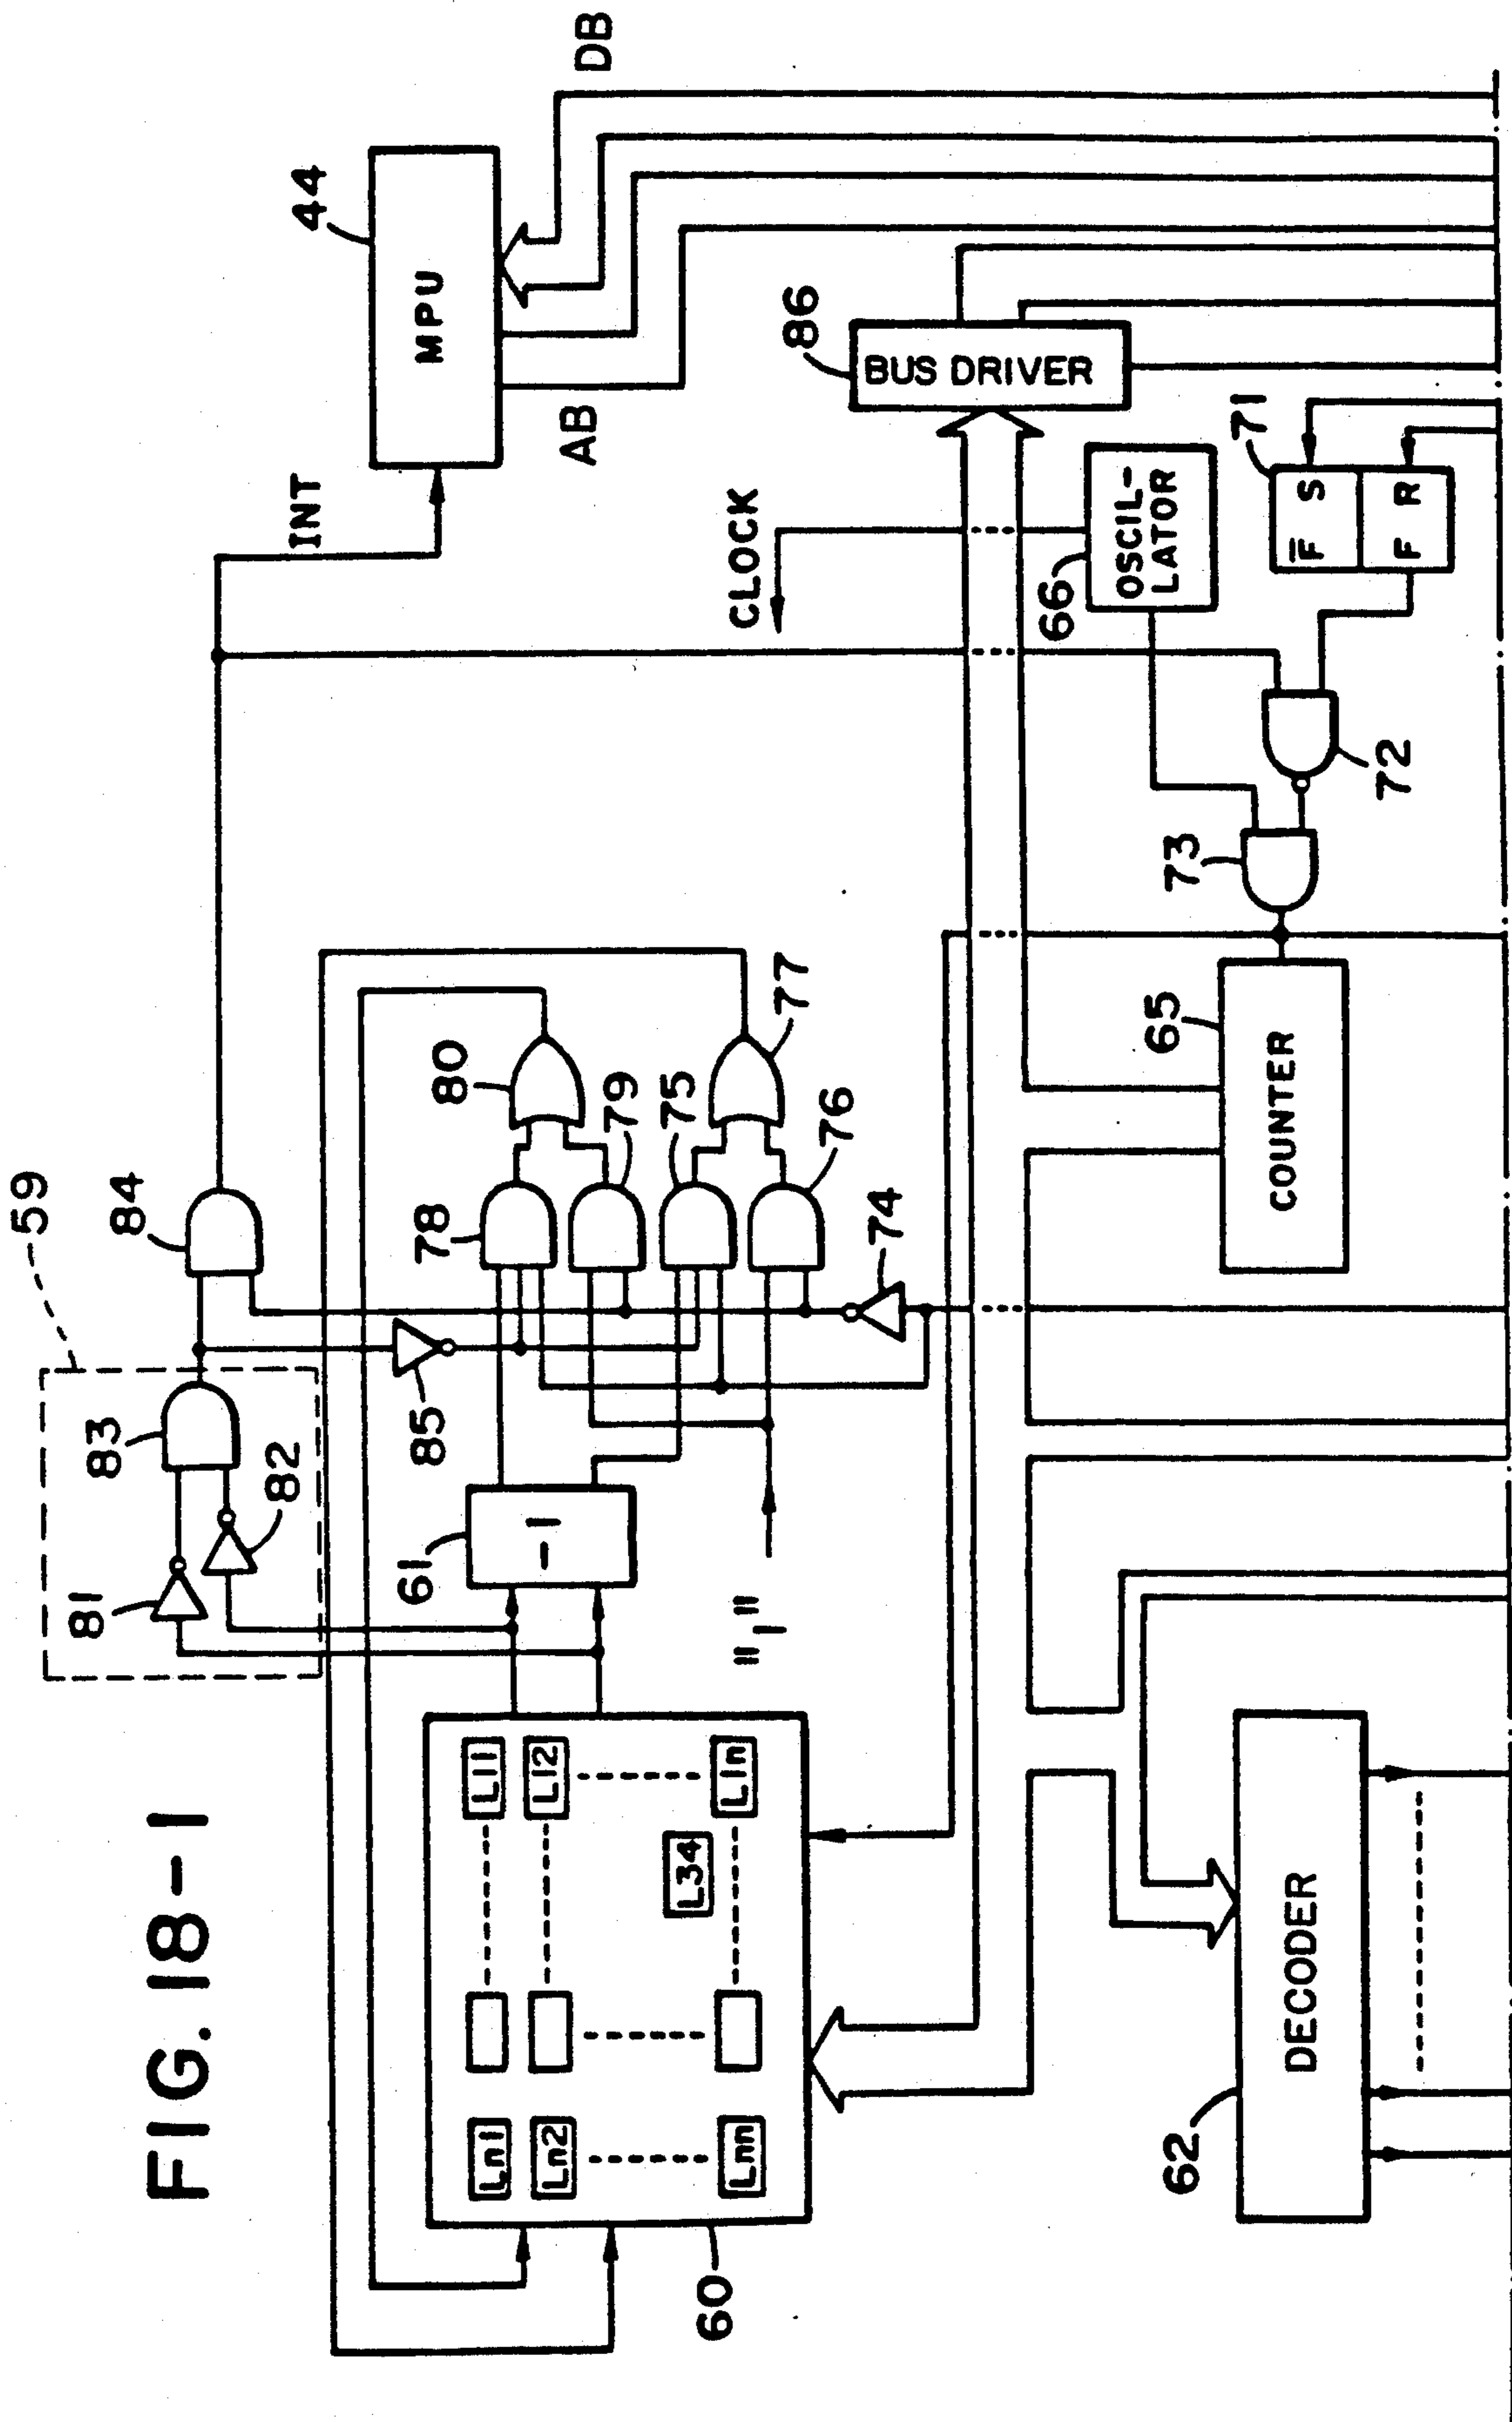 FIG. 18-1
59
81
82
83
84
INT
44
MPU
AB
DB
61
-1
85
78
79
80
75
76
77
74
"1"
CLOCK
86
BUS DRIVER
60
Ln1
Ln2
Lnn
L11
L12
L1n
L34
66
OSCIL-
LATOR
71
F̅ S
F R
72
73
65
COUNTER
62
DECODER